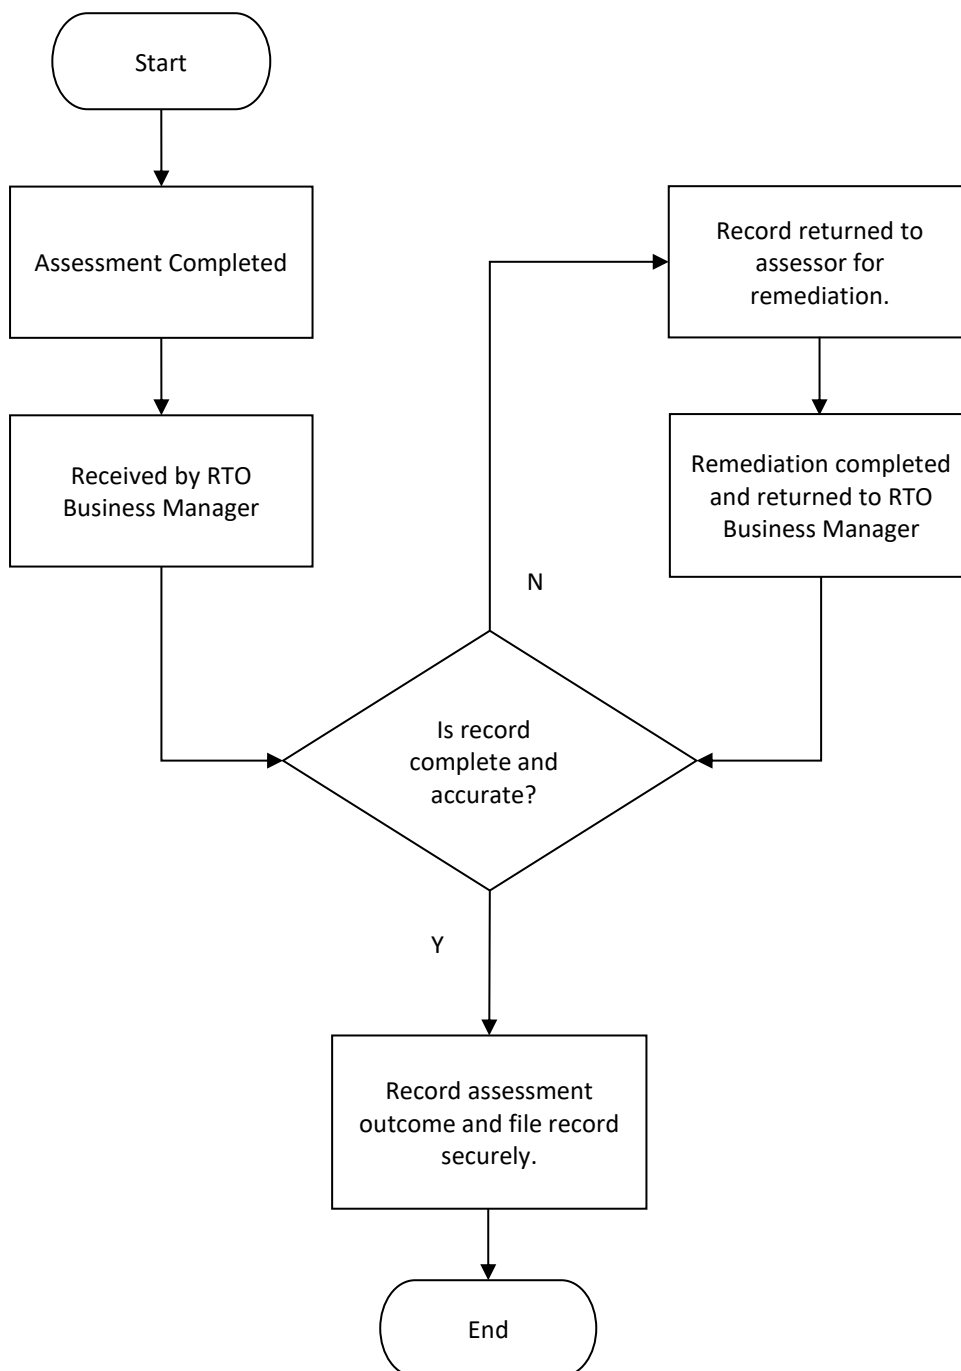 Start
Assessment Completed
Received by RTO
Business Manager
Record returned to
assessor for
remediation.
Remediation completed
and returned to RTO
Business Manager
N
Is record
complete and
accurate?
Y
Record assessment
outcome and file record
securely.
End